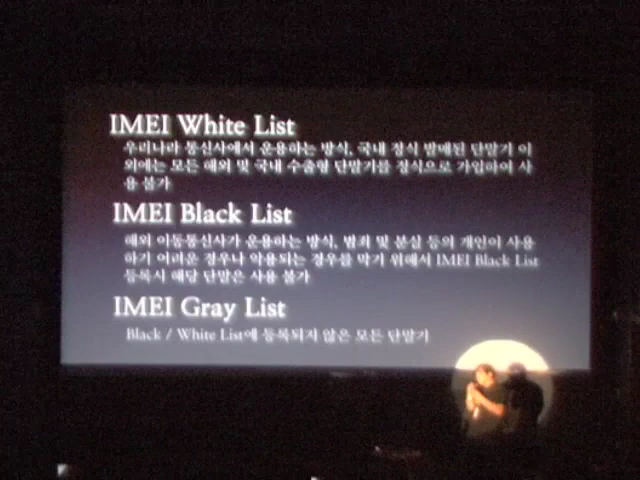 IMEI White List
우리나라 통신사에서 운용하는 방식, 국내 정식 발매된 단말기 이
외에는 모든 해외 및 국내 수출형 단말기를 정식으로 가입하여 사
용 불가
IMEI Black List
해외 이동통신사가 운용하는 방식, 범죄 및 분실 등의 개인이 사용
하기 어려운 경우나 악용되는 경우를 막기 위해서 IMEI Black List
등록시 해당 단말은 사용 불가
IMEI Gray List
Black / White List에 등록되지 않은 모든 단말기